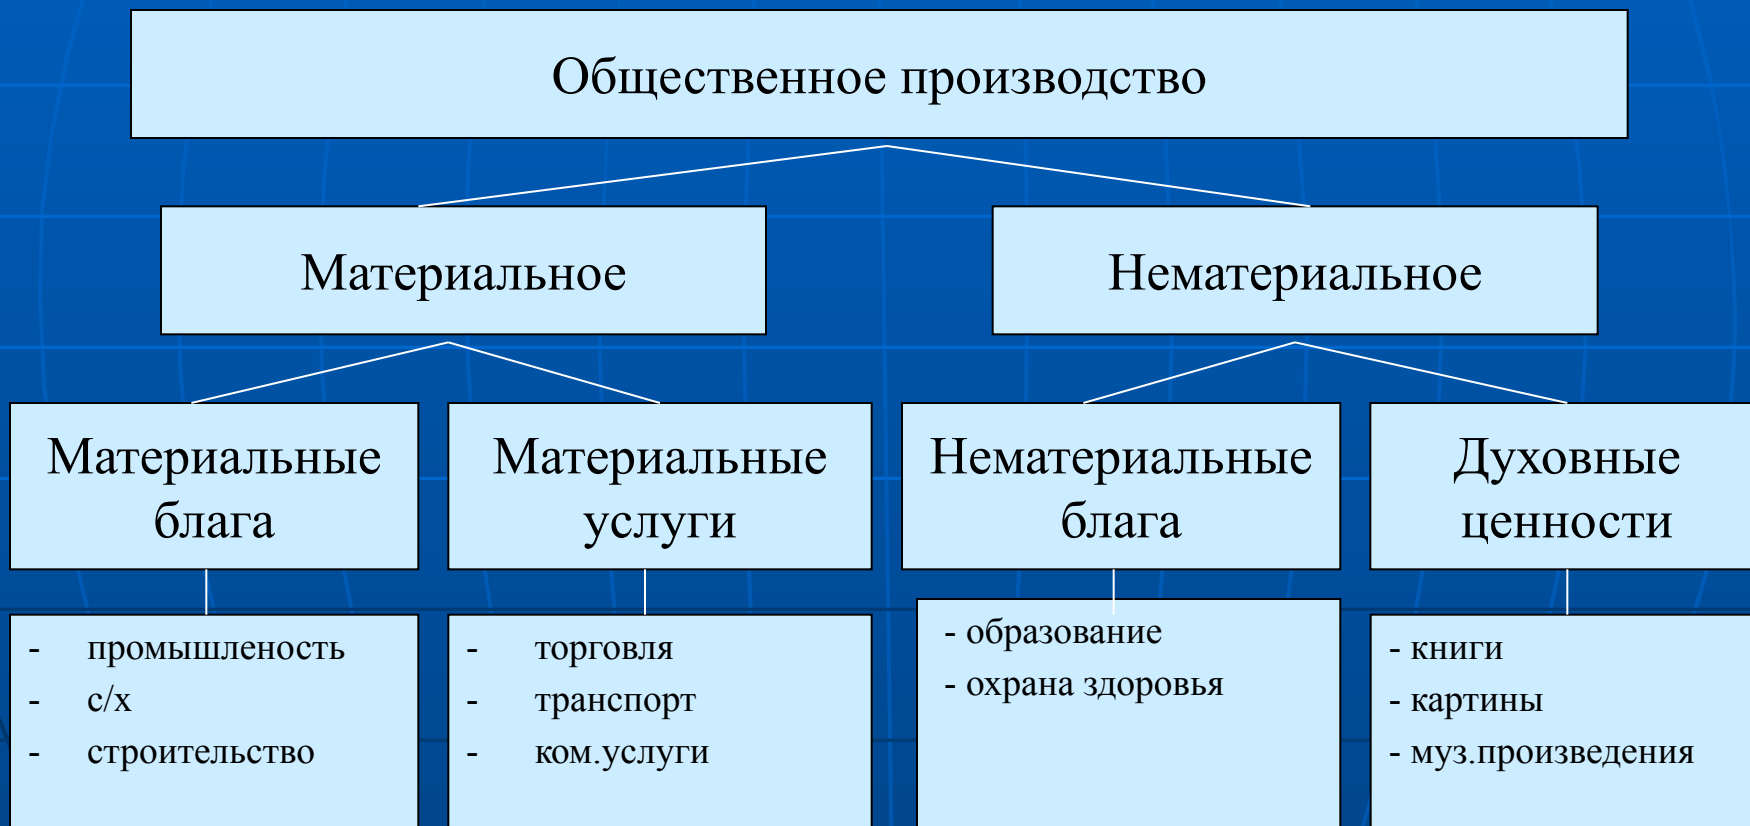 Общественное производство
Материальное
Нематериальное
Материальные
блага
Материальные
услуги
Нематериальные
блага
Духовные
ценности
- промышленость
- с/х
- строительство
- торговля
- транспорт
- ком.услуги
- образование
- охрана здоровья
- книги
- картины
- муз.произведения